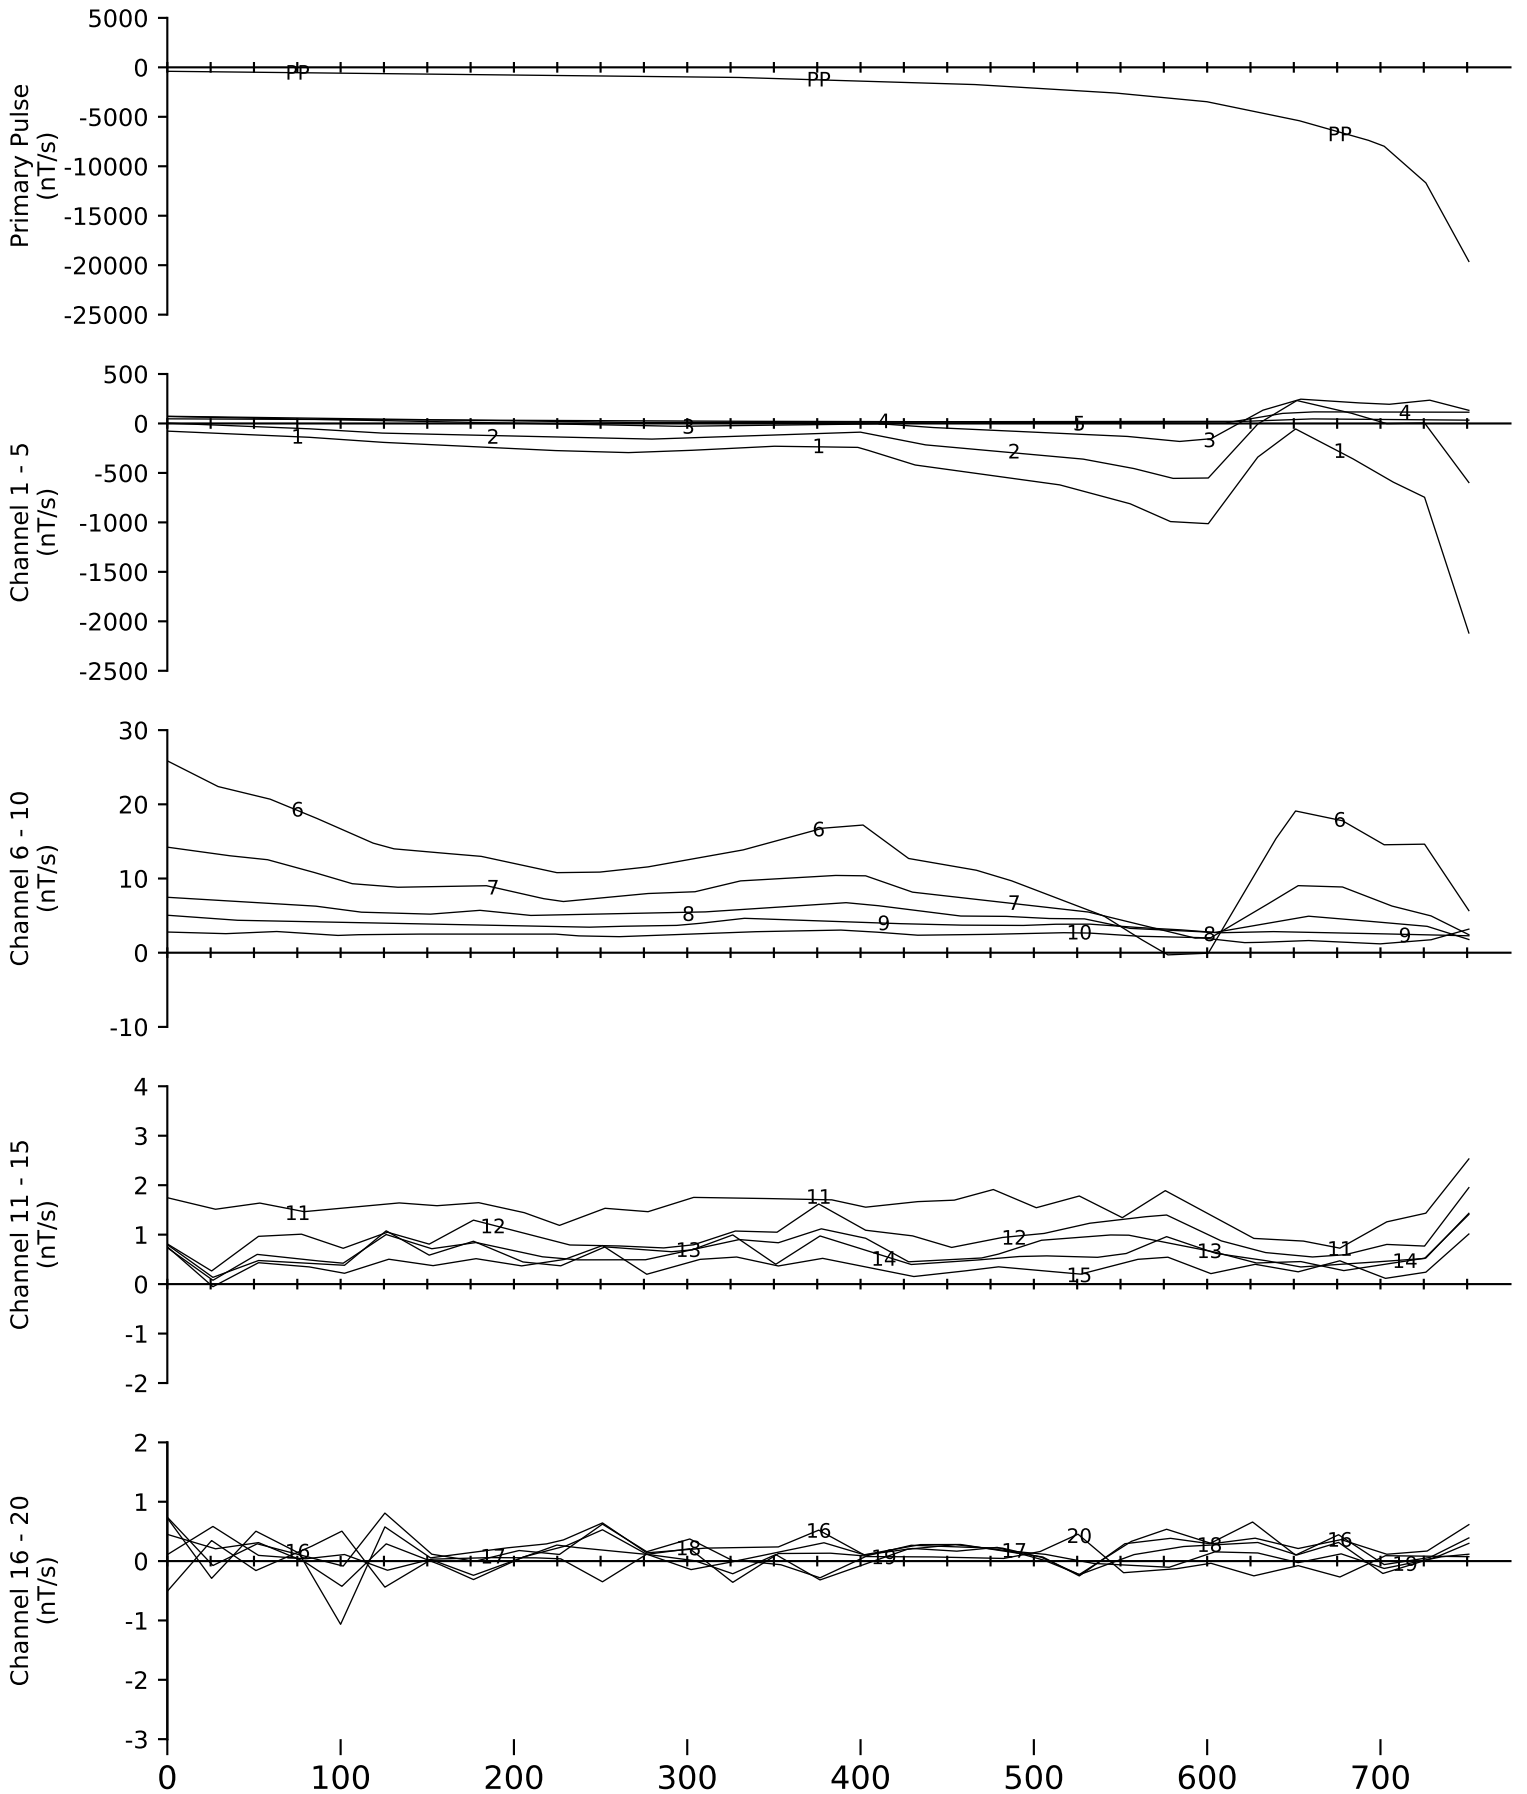 5000
0
-5000
-10000
-15000
-20000
-25000
Primary Pulse
(nT/s)
PP PP PP
500
0
-500
-1000
-1500
-2000
-2500
Channel 1 - 5
(nT/s)
1 2 3 1 4 2 5 3 1 4
30
20
10
0
-10
Channel 6 - 10
(nT/s)
6 7 8 6 9 7 10 8 6 9
4
3
2
1
0
-1
-2
Channel 11 - 15
(nT/s)
11 12 13 11 14 12 15 13 11 14
2
1
0
-1
-2
-3
Channel 16 - 20
(nT/s)
16 17 18 16 19 17 20 18 16 19
0 100 200 300 400 500 600 700